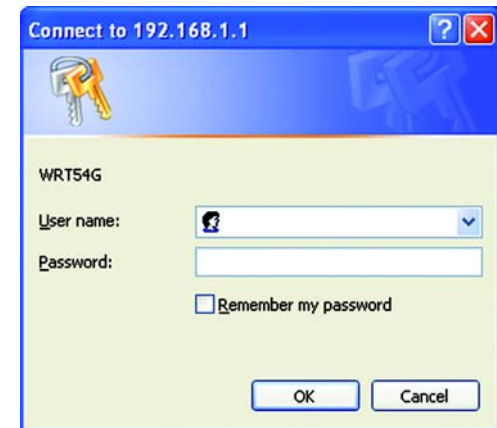 Connect to 192.168.1.1
WRT54G
User name:
Password:
Remember my password
OK
Cancel